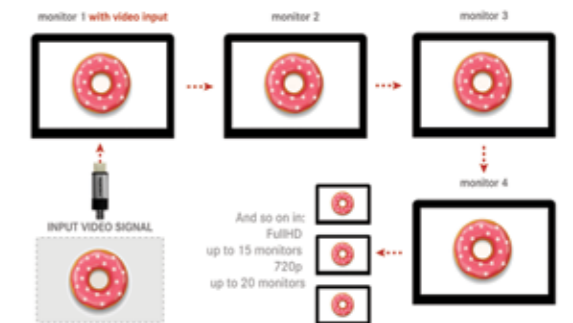 monitor 1 with video input
monitor 2
monitor 3
monitor 4
INPUT VIDEO SIGNAL
And so on in:
FullHD
up to 15 monitors
720p
up to 20 monitors